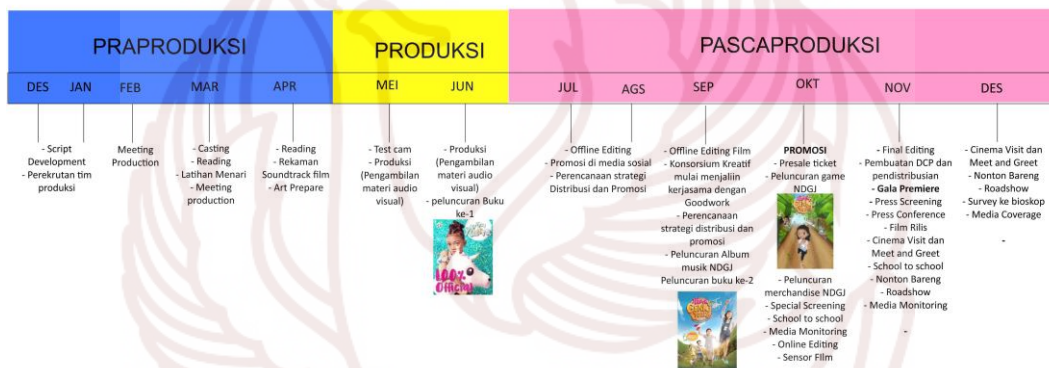 PRAPRODUKSI
PRODUKSI
PASCAPRODUKSI
DES
JAN
FEB
MAR
APR
MEI
JUN
JUL
AGS
SEP
OKT
NOV
DES
- Script
Development
- Perekrutan tim
produksi
Meeting
Production
- Casting
- Reading
- Latihan Menari
- Meeting
production
- Reading
- Rekaman
Soundtrack film
- Art Prepare
- Test cam
- Produksi
(Pengambilan
materi audio
visual)
- Produksi
(Pengambilan
materi audio
visual)
- peluncuran Buku
ke-1
100%
Official
- Offline Editing
- Promosi di media sosial
- Perencanaan strategi
Distribusi dan Promosi
- Offline Editing Film
- Konsorsium Kreatif
mulai menjaliin
kerjasama dengan
Goodwork
- Perencanaan
strategi distribusi dan
promosi
- Peluncuran Album
musik NDGJ
Peluncuran buku ke-2
PROMOSI
- Presale ticket
- Peluncuran game
NDGJ
- Peluncuran
merchandise NDGJ
- Special Screening
- School to school
- Media Monitoring
- Online Editing
- Sensor FIlm
- Final Editing
- Pembuatan DCP dan
pendistribusian
- Gala Premiere
- Press Screening
- Press Conference
- Film Rilis
- Cinema Visit dan
Meet and Greet
- School to school
- Nonton Bareng
- Roadshow
- Media Monitoring
-
- Cinema Visit dan
Meet and Greet
- Nonton Bareng
- Roadshow
- Survey ke bioskop
- Media Coverage
-